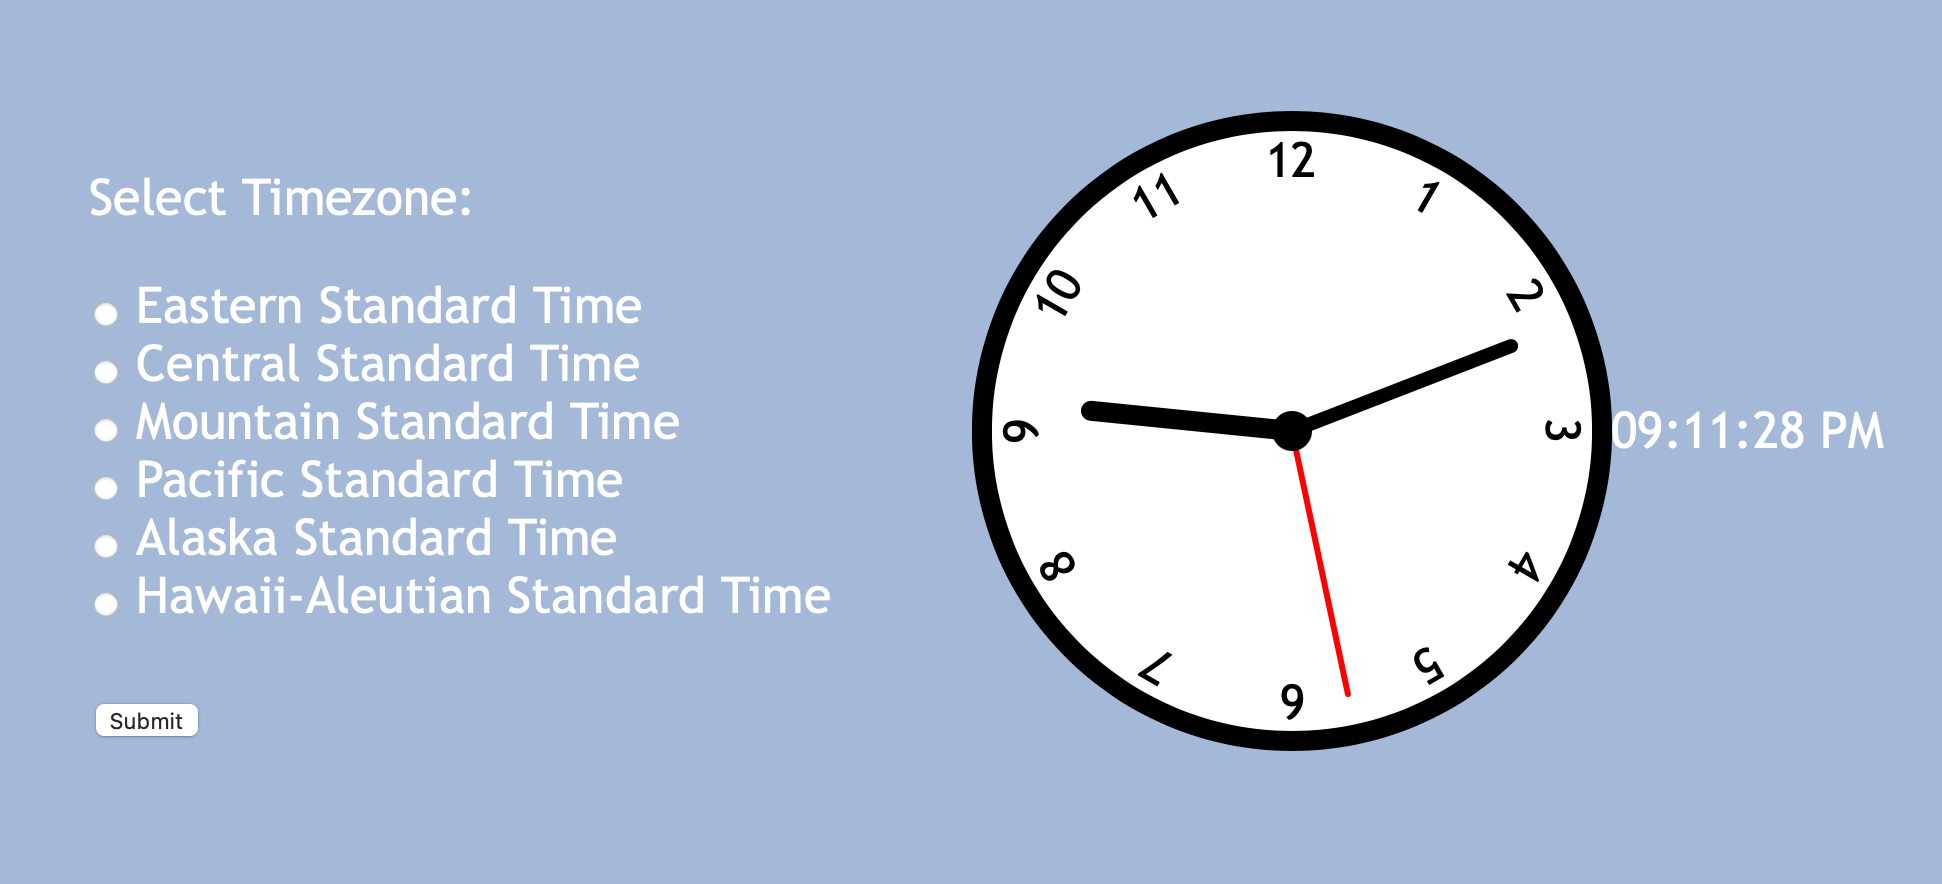 Select Timezone:
Eastern Standard Time
Central Standard Time
Mountain Standard Time
Pacific Standard Time
Alaska Standard Time
Hawaii-Aleutian Standard Time
Submit
12
1
2
3
4
5
6
7
8
9
10
11
09:11:28 PM